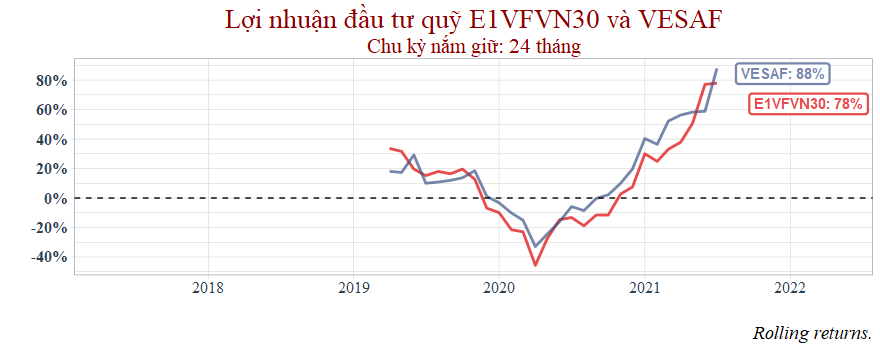 Lợi nhuận đầu tư quỹ E1VFVN30 và VESAF
Chu kỳ nắm giữ: 24 tháng
VESAF: 88%
E1VFVN30: 78%
80%
60%
40%
20%
0%
-20%
-40%
2018 2019 2020 2021 2022
Rolling returns.